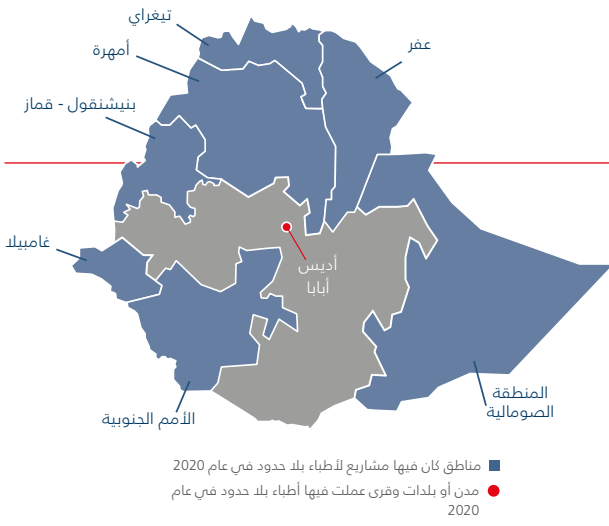 تيغراي
أمهرة
عفر
بنيشنقول - قماز
غامبيلا
أديس
أبابا
المنطقة
الصومالية
الأمم الجنوبية
مناطق كان فيها مشاريع لأطباء بلا حدود في عام 2020
مدن أو بلدات وقرى عملت فيها أطباء بلا حدود في عام
2020